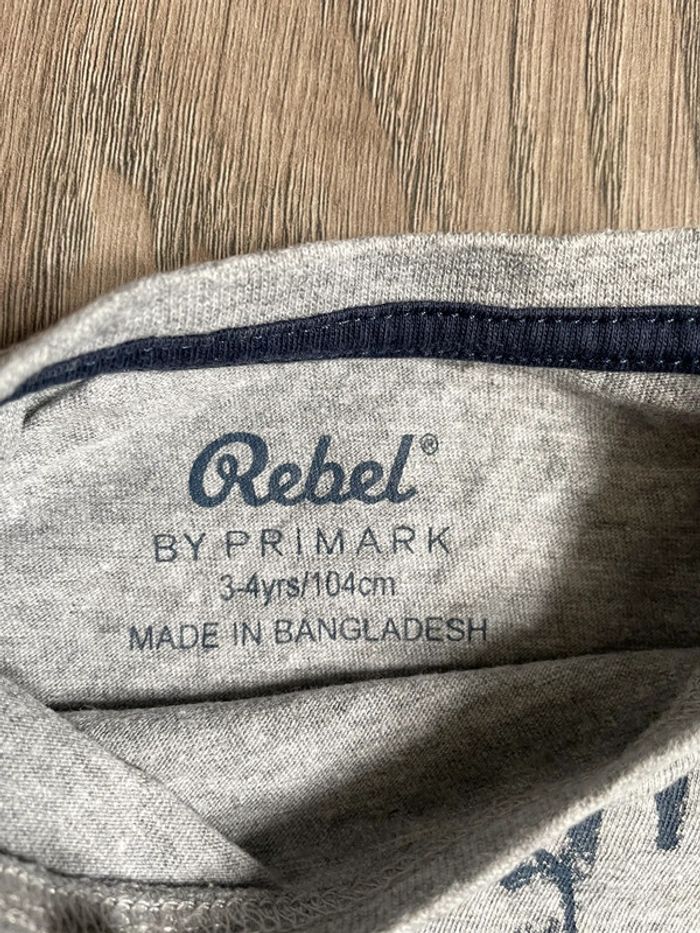 Rebel®
BY PRIMARK
3-4yrs/104cm
MADE IN BANGLADESH